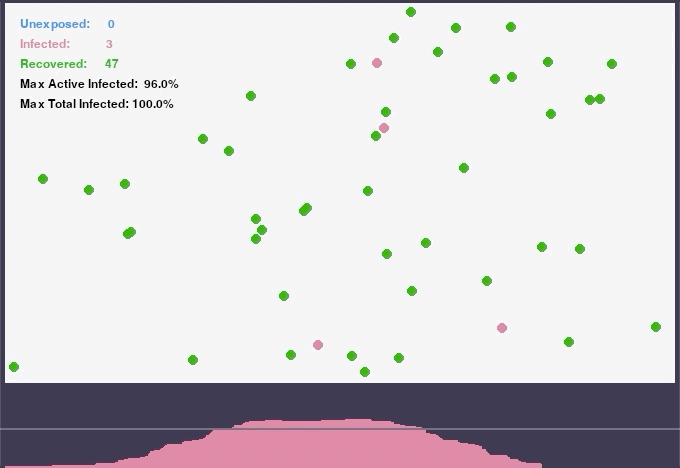 Unexposed: 0
Infected: 3
Recovered: 47
Max Active Infected: 96.0%
Max Total Infected: 100.0%